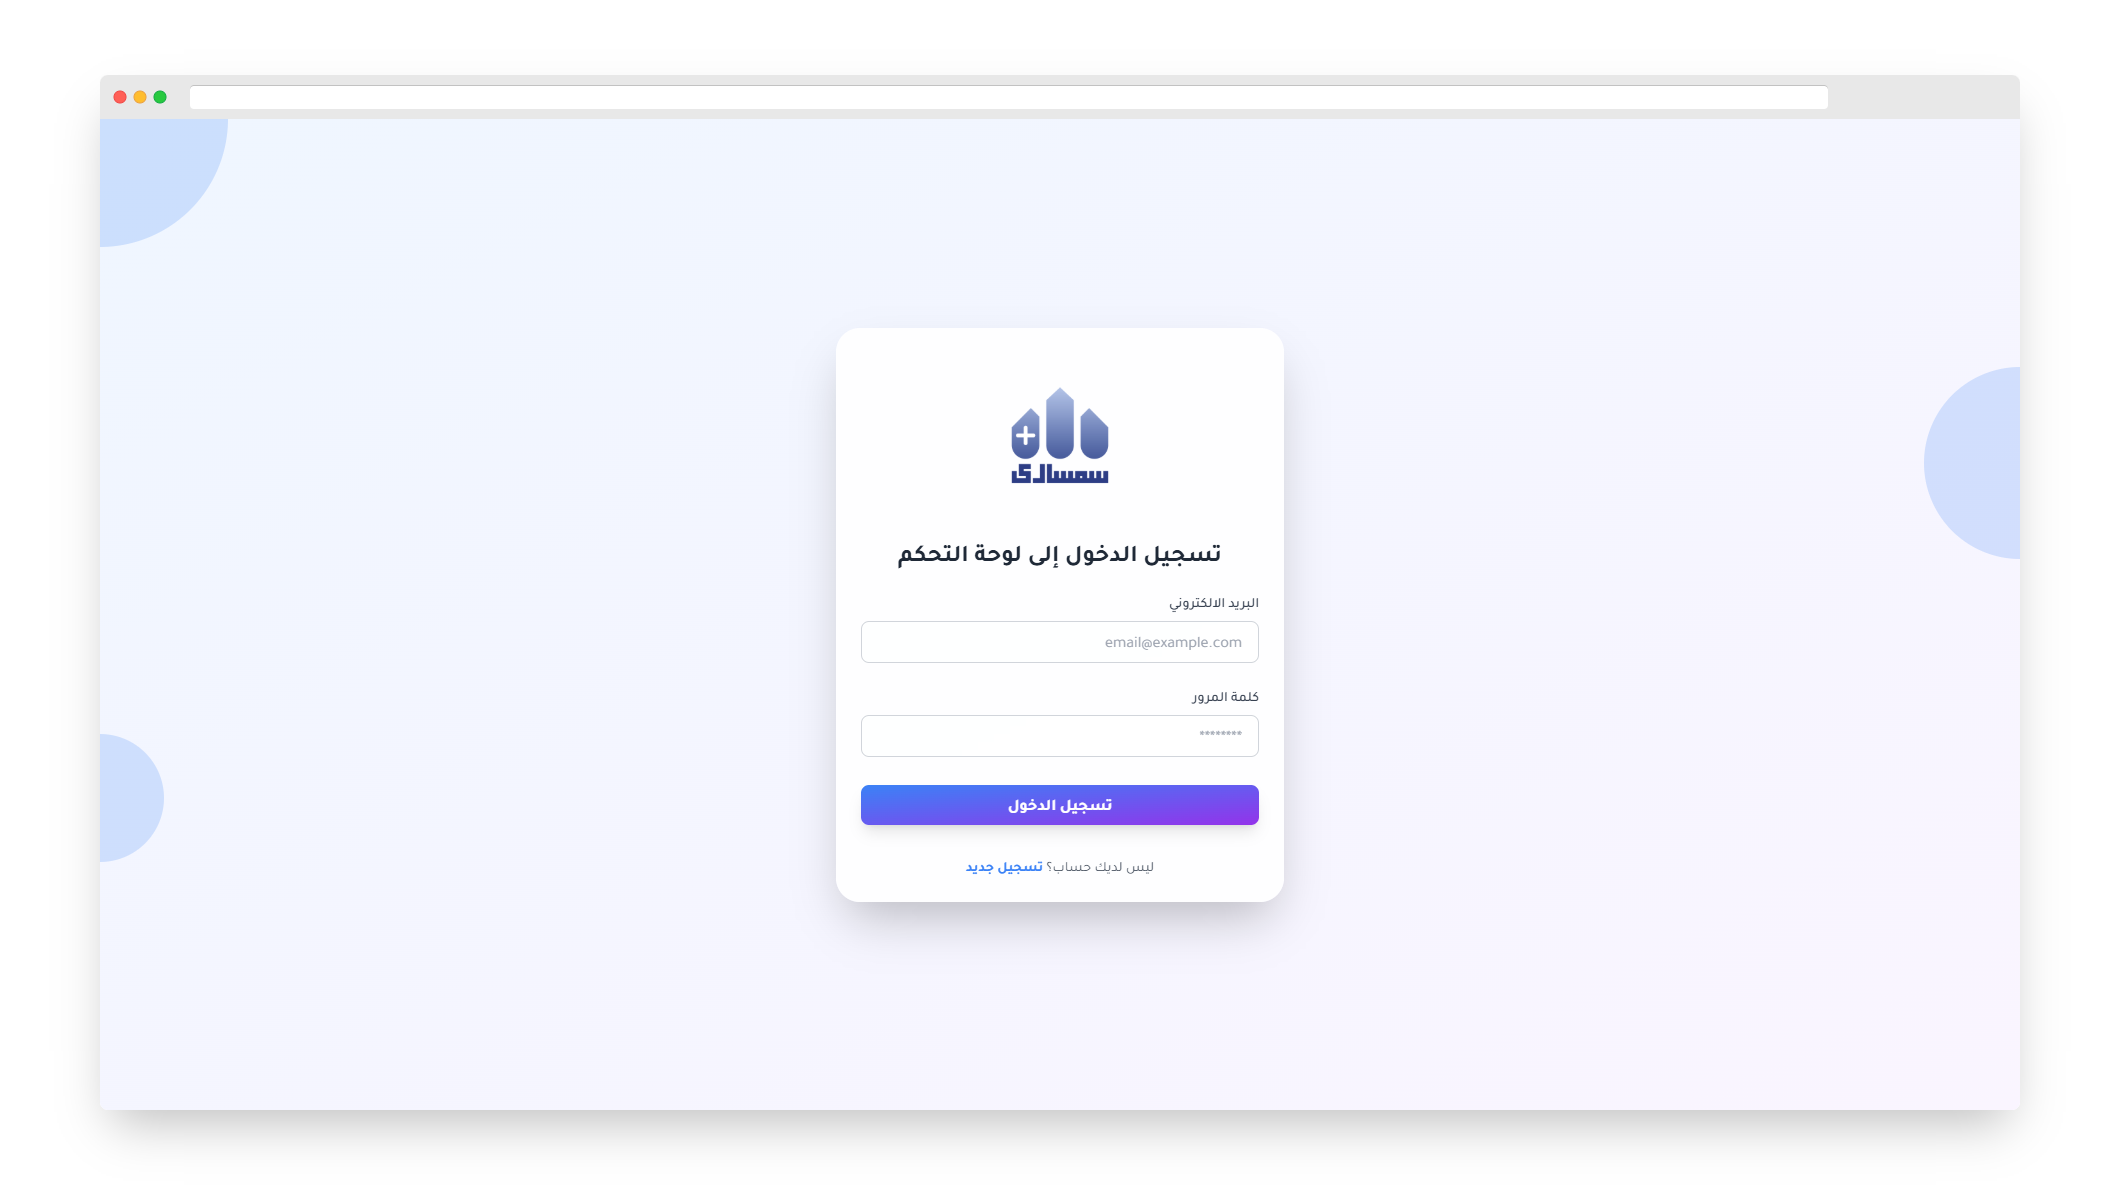 سمسارى
تسجيل الدخول إلى لوحة التحكم
البريد الالكتروني
email@example.com
كلمة المرور
********
تسجيل الدخول
ليس لديك حساب؟ تسجيل جديد